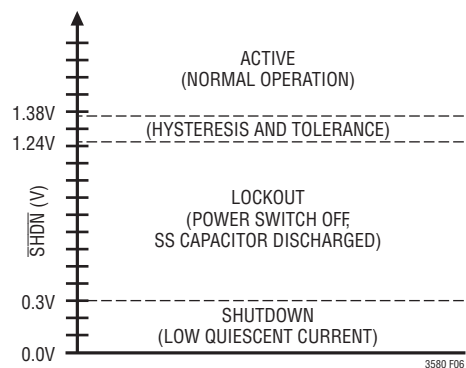 ACTIVE
(NORMAL OPERATION)
1.38V
(HYSTERESIS AND TOLERANCE)
1.24V
SHDN (V)
LOCKOUT
(POWER SWITCH OFF,
SS CAPACITOR DISCHARGED)
0.3V
SHUTDOWN
(LOW QUIESCENT CURRENT)
0.0V
3580 F06